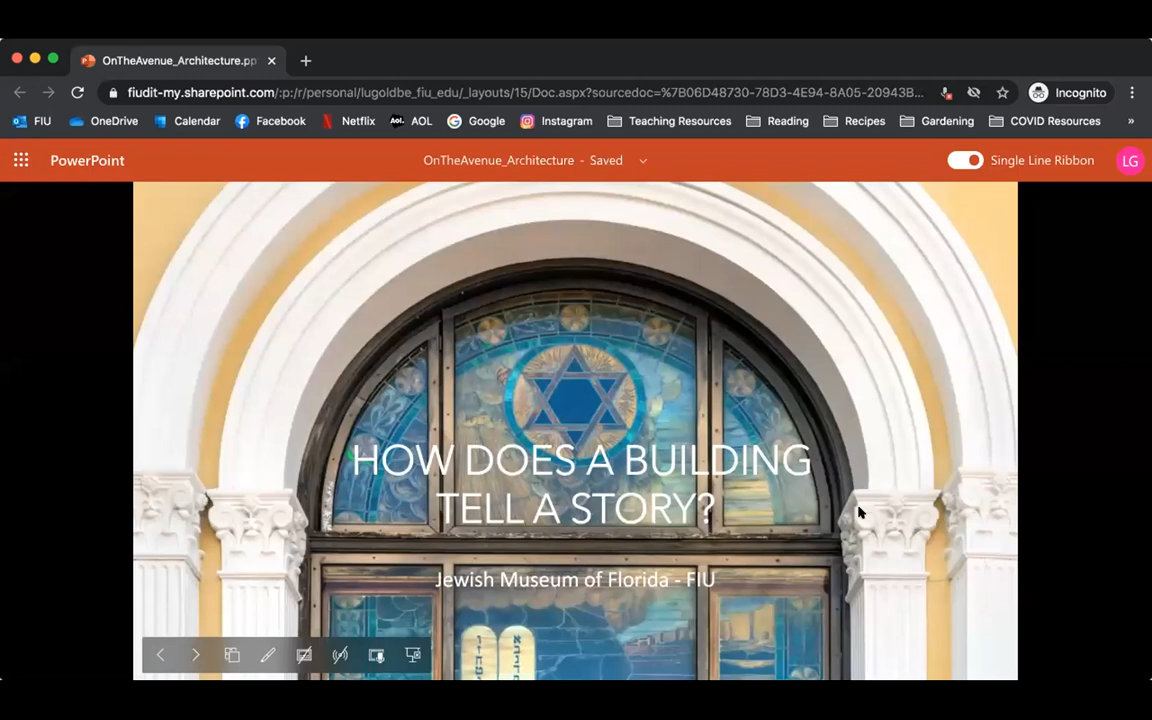 OnTheAvenue_Architecture.pp
fiudit-my.sharepoint.com/:p:/r/personal/lugoldbe_fiu_edu/_layouts/15/Doc.aspx?sourcedoc=%7B06D48730-78D3-4E94-8A05-20943B...
Incognito
FIU OneDrive Calendar Facebook Netflix AOL Google Instagram Teaching Resources Reading Recipes Gardening COVID Resources »
PowerPoint
OnTheAvenue_Architecture - Saved
Single Line Ribbon
LG
HOW DOES A BUILDING
TELL A STORY?
Jewish Museum of Florida - FIU